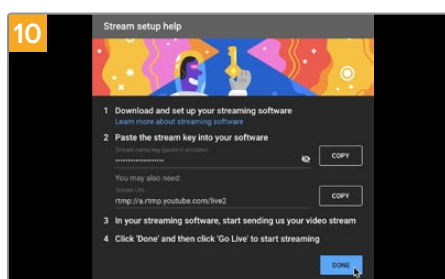 10
Stream setup help
1 Download and set up your streaming software
Learn more about streaming software
2 Paste the stream key into your software
Stream name/key (paste in encoder)
••••••••••••••••••••
COPY
You may also need:
Stream URL
rtmp://a.rtmp.youtube.com/live2
COPY
3 In your streaming software, start sending us your video stream
4 Click 'Done' and then click 'Go Live' to start streaming
DONE